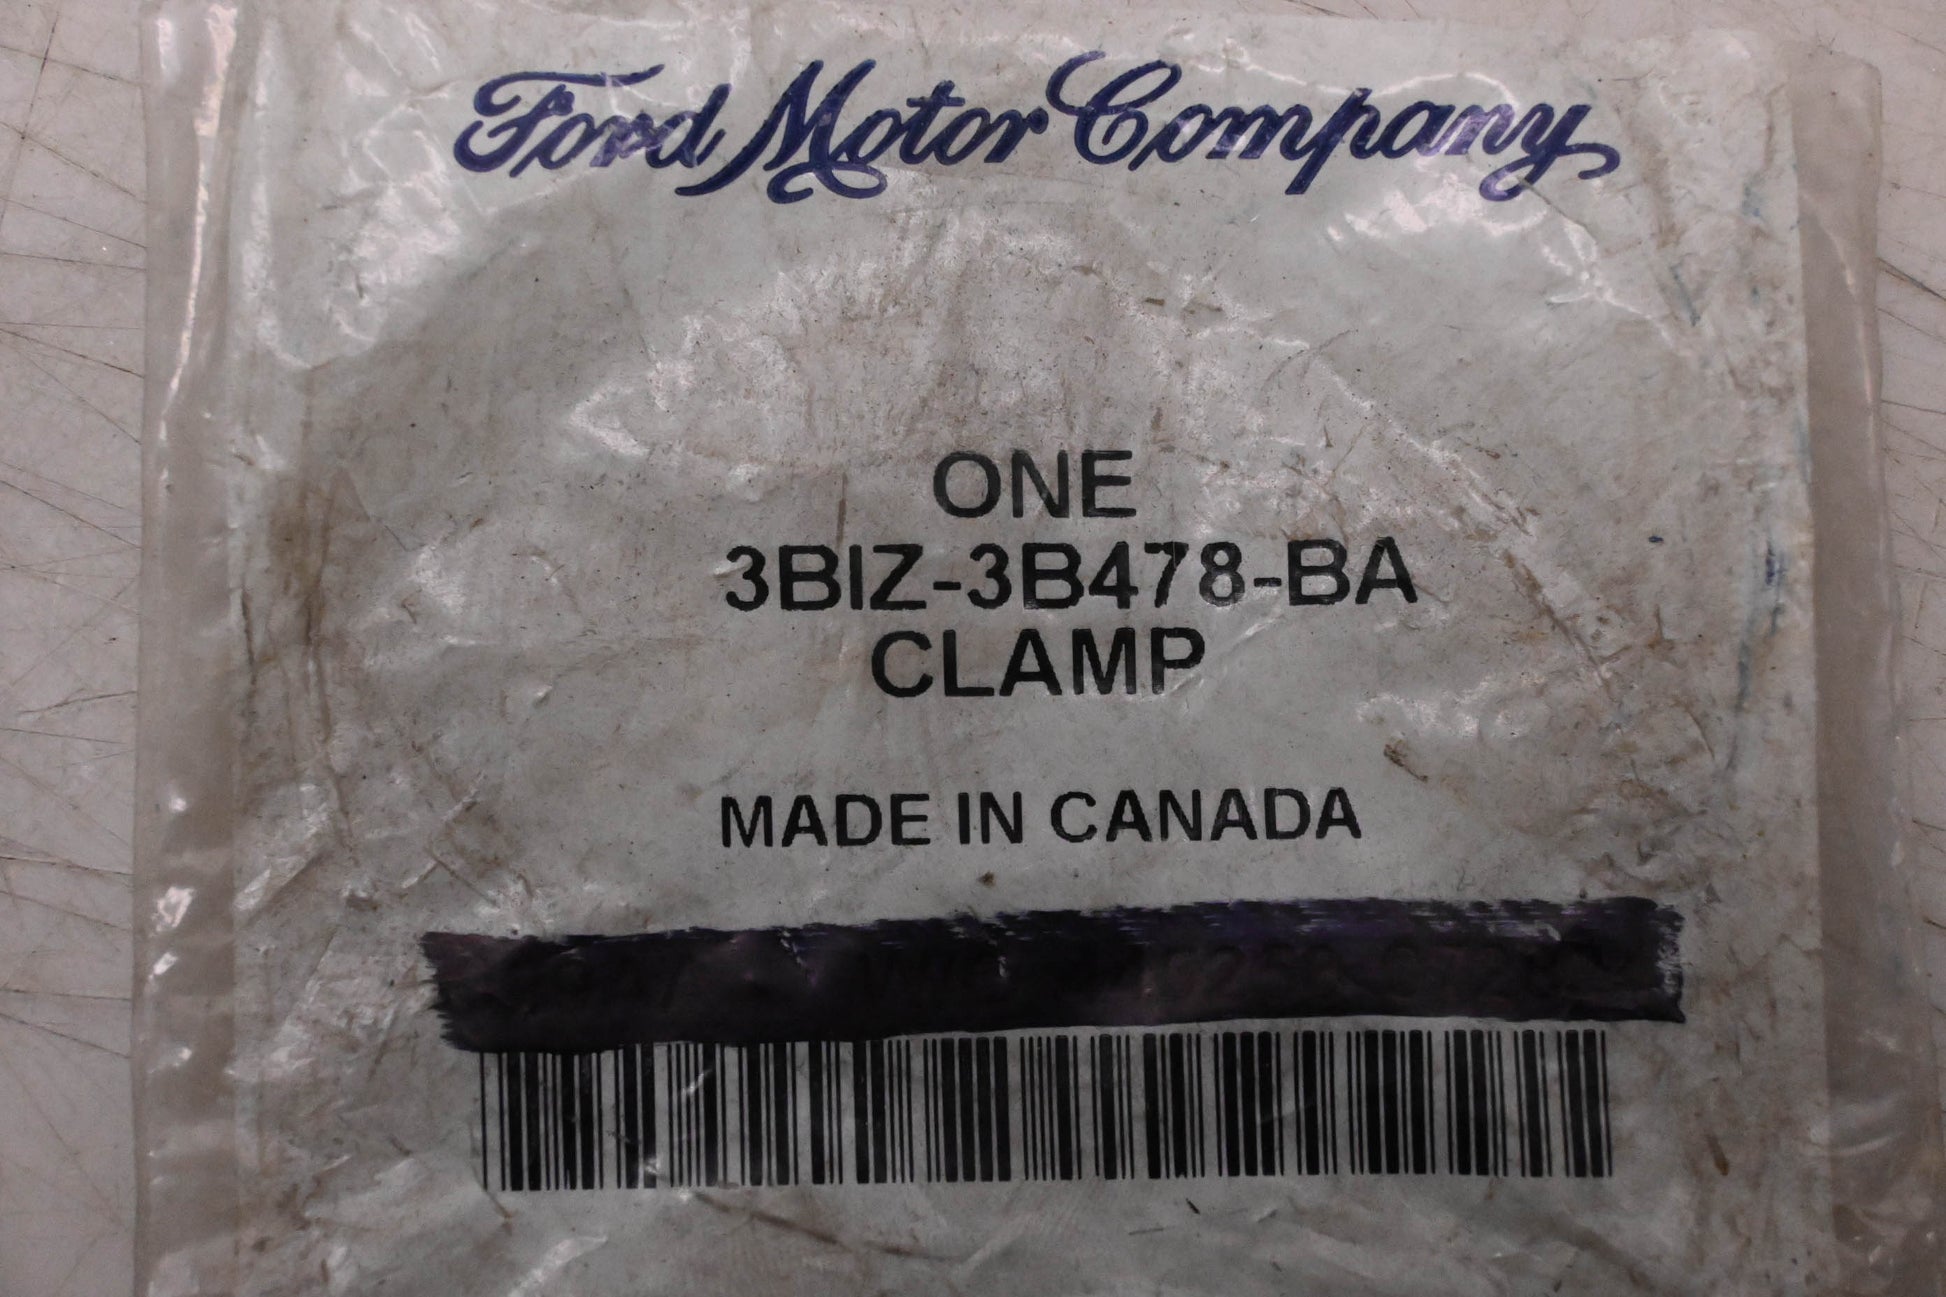 Ford Motor Company
ONE
3BIZ-3B478-BA
CLAMP
MADE IN CANADA